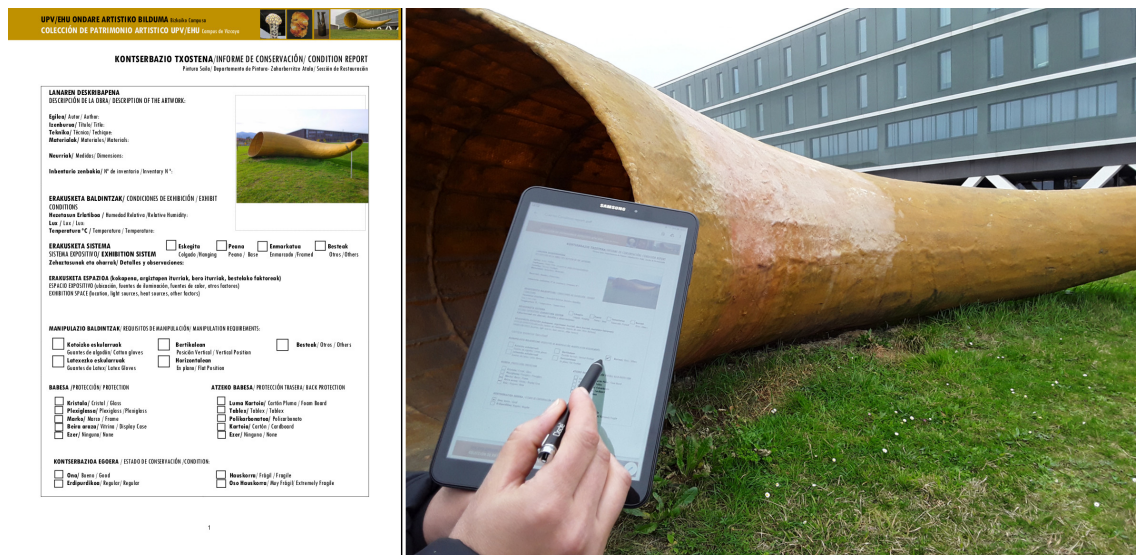 UPV/EHU ONDARE ARTISTIKO BILDUMA Bizkaiko Campusa
COLECCIÓN DE PATRIMONIO ARTISTICO UPV/EHU Campus de Vizcaya
KONTSERBAZIO TXOSTENA/INFORME DE CONSERVACIÓN/ CONDITION REPORT
Pintura Saila/ Departamento de Pintura- Zaharberritze Atala/ Sección de Restauración
LANAREN DESKRIBAPENA
DESCRIPCIÓN DE LA OBRA/ DESCRIPTION OF THE ARTWORK:
Egilea/ Autor/ Author:
Izenburua/ Título/ Title:
Teknika/ Técnica/ Techique:
Materialak/ Materiales/ Materials:
Neurriak/ Medidas/ Dimensions:
Inbentario zenbakia/ Nº de inventario /Inventory N º:
ERAKUSKETA BALDINTZAK/ CONDICIONES DE EXHIBICIÓN / EXHIBIT
CONDITIONS
Hezetasun Erlatiboa / Humedad Relativa /Relative Humidity:
Lux / Lux / Lux:
Tenperatura ºC / Temperatura / Temperature:
ERAKUSKETA SISTEMA
SISTEMA EXPOSITIVO/ EXHIBITION SISTEM
Eskegita Peana Enmarkatua Besteak
Colgado /Hanging Peana / Base Enmarcado /Framed Otros /Others
Zehaztasunak eta oharrak/ Detalles y observaciones:
ERAKUSKETA ESPAZIOA (kokapena, argiztapen iturriak, bero iturriak, bestelako faktoreak)
ESPACIO EXPOSITIVO (ubicación, fuentes de iluminación, fuentes de calor, otros factores)
EXHIBITION SPACE (location, light sources, heat sources, other factors)
MANIPULAZIO BALDINTZAK/ REQUISITOS DE MANIPULACIÓN/ MANIPULATION REQUIREMENTS:
Kotoizko eskularruak Bertikalean Besteak/ Otros / Others
Guantes de algodón/ Cotton gloves Posición Vertical / Vertical Position
Latexezko eskularruak Horizontalean
Guantes de Latex/ Latex Gloves En plano/ Flat Position
BABESA /PROTECCIÓN/ PROTECTION ATZEKO BABESA/ PROTECCIÓN TRASERA/ BACK PROTECTION
Kristala/ Cristal / Glass Luma Kartoia/ Cartón Pluma / Foam Board
Plexiglassa/ Plexiglass /Plexiglass Tablex/ Tablex / Tablex
Markoa/ Marco / Frame Polikarbonatoa/ Policarbonato
Beira araza/ Vitrina / Display Case Kartoia/ Cartón / Cardboard
Ezer/ Ninguna/ None Ezer/ Ninguno / None
KONTSERBAZIOA EGOERA / ESTADO DE CONSERVACIÓN /CONDITION:
Ona/ Bueno / Good Hauskorra/ Frágil / Fragile
Erdipurdikoa/ Regular/ Regular Oso Hauskorra/ May Frágil/ Extremely Fragile
1
SAMSUNG